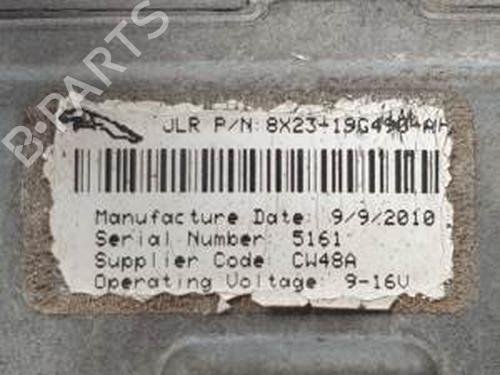 B-PARTS
JLR P/N: 8X23-19G490-AH
Manufacture Date: 9/9/2010
Serial Number: 5161
Supplier Code: CW48A
Operating Voltage: 9-16V